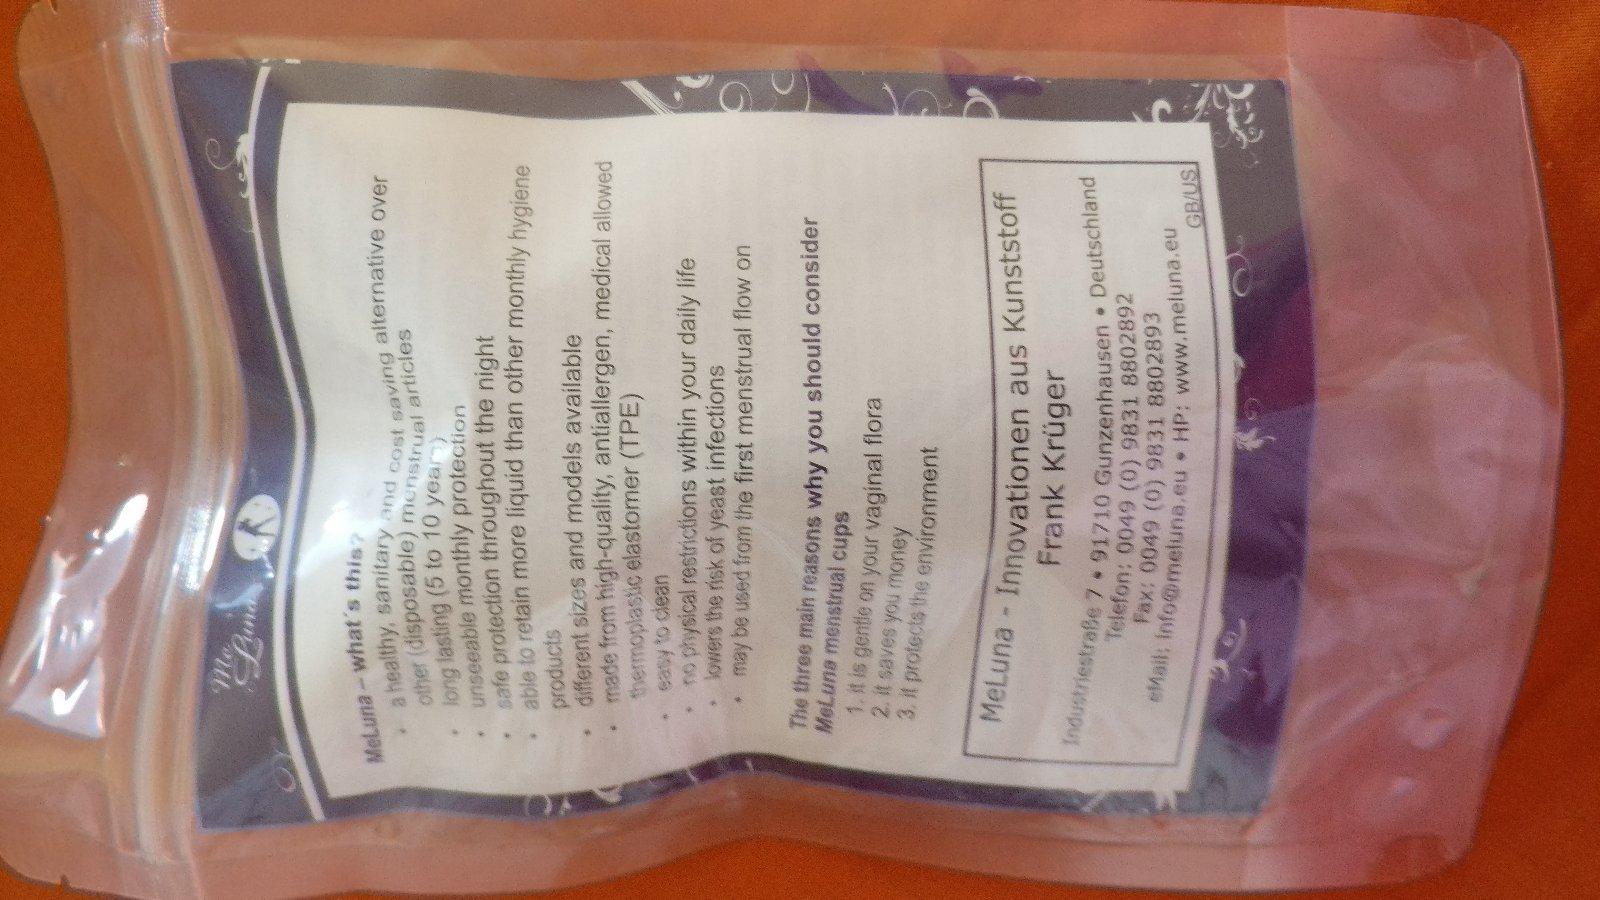 Me
Luna
MeLuna – what's this?
• a healthy, sanitary and cost saving alternative over
other (disposable) menstrual articles
• long lasting (5 to 10 years)
• unseeable monthly protection
• safe protection throughout the night
• able to retain more liquid than other monthly hygiene
products
• different sizes and models available
• made from high-quality, antiallergen, medical allowed
thermoplastic elastomer (TPE)
• easy to clean
• no physical restrictions within your daily life
• lowers the risk of yeast infections
• may be used from the first menstrual flow on
The three main reasons why you should consider
MeLuna menstrual cups
1. it is gentle on your vaginal flora
2. it saves you money
3. it protects the environment
MeLuna - Innovationen aus Kunststoff
Frank Krüger
Industriestraße 7 • 91710 Gunzenhausen • Deutschland
Telefon: 0049 (0) 9831 8802892
Fax: 0049 (0) 9831 8802893
eMail: info@meluna.eu • HP: www.meluna.eu
GB/US